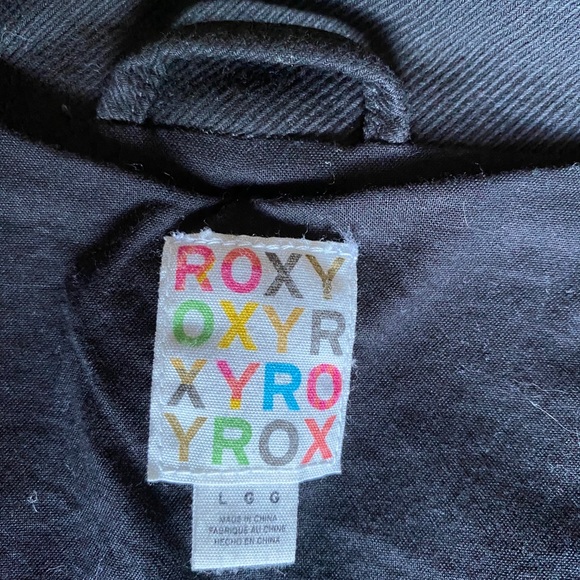 ROXY
OXYR
XYRO
YROX
L G G
MADE IN CHINA
FABRIQUÉ AU CHINE
HECHO EN CHINA